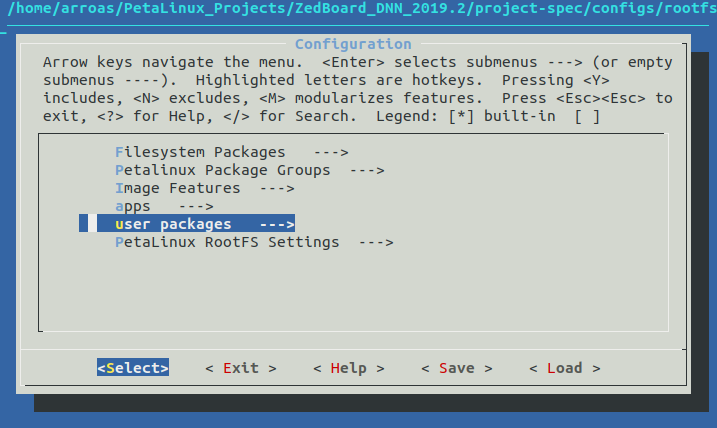 /home/arroas/PetaLinux_Projects/ZedBoard_DNN_2019.2/project-spec/configs/rootfs
Configuration
Arrow keys navigate the menu.  <Enter> selects submenus ---> (or empty
submenus ----).  Highlighted letters are hotkeys.  Pressing <Y>
includes, <N> excludes, <M> modularizes features.  Press <Esc><Esc> to
exit, <?> for Help, </> for Search.  Legend: [*] built-in  [ ]
Filesystem Packages   --->
Petalinux Package Groups  --->
Image Features  --->
apps   --->
user packages   --->
PetaLinux RootFS Settings  --->
<Select>    < Exit >    < Help >    < Save >    < Load >